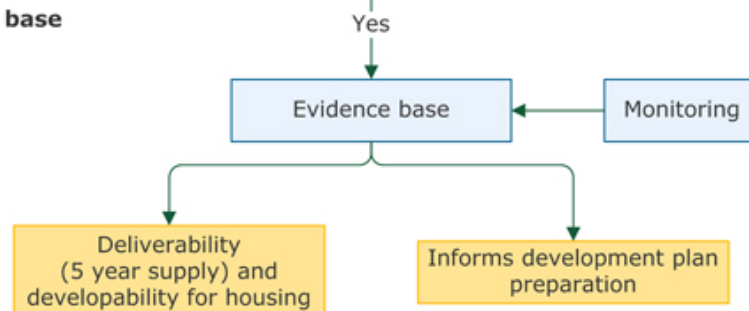 base
Yes
Evidence base
Monitoring
Deliverability
(5 year supply) and
developability for housing
Informs development plan
preparation